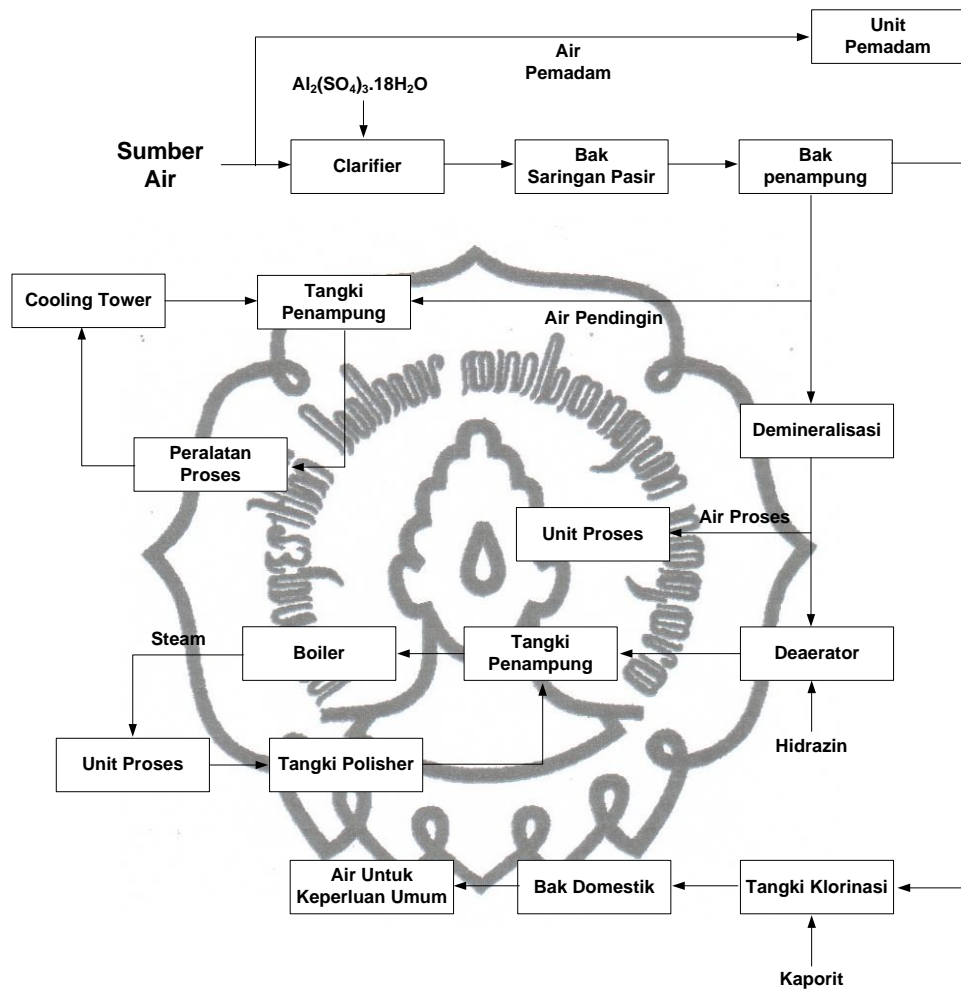 Unit
Pemadam
Air
Pemadam
Al₂(SO₄)₃.18H₂O
Sumber
Air
Clarifier
Bak
Saringan Pasir
Bak
penampung
Cooling Tower
Tangki
Penampung
Air Pendingin
Demineralisasi
Peralatan
Proses
Unit Proses
Air Proses
Steam
Boiler
Tangki
Penampung
Deaerator
Hidrazin
Unit Proses
Tangki Polisher
Air Untuk
Keperluan Umum
Bak Domestik
Tangki Klorinasi
Kaporit